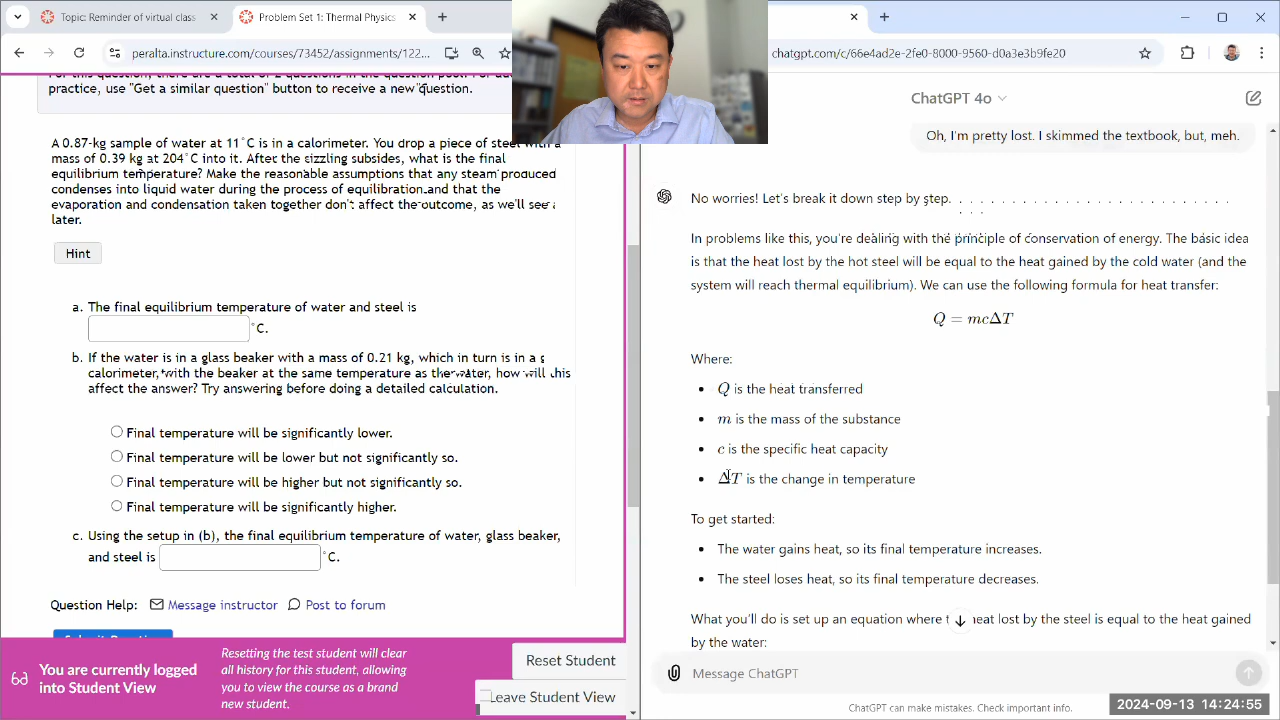 Topic: Reminder of virtual class
Problem Set 1: Thermal Physics
peralta.instructure.com/courses/73452/assignments/122...
chatgpt.com/c/66e4ad2e-2fe0-8000-9560-d0a3e3b9fe20
practice, use "Get a similar question" button to receive a new question.
A 0.87-kg sample of water at 11°C is in a calorimeter. You drop a piece of steel with a
mass of 0.39 kg at 204°C into it. After the sizzling subsides, what is the final
equilibrium temperature? Make the reasonable assumptions that any steam produced
condenses into liquid water during the process of equilibration and that the
evaporation and condensation taken together don't affect the outcome, as we'll see
later.
Hint
a. The final equilibrium temperature of water and steel is
°C.
b. If the water is in a glass beaker with a mass of 0.21 kg, which in turn is in a
calorimeter, with the beaker at the same temperature as the water, how will this
affect the answer? Try answering before doing a detailed calculation.
Final temperature will be significantly lower.
Final temperature will be lower but not significantly so.
Final temperature will be higher but not significantly so.
Final temperature will be significantly higher.
c. Using the setup in (b), the final equilibrium temperature of water, glass beaker,
and steel is °C.
Question Help: Message instructor Post to forum
You are currently logged
into Student View
Resetting the test student will clear
all history for this student, allowing
you to view the course as a brand
new student.
Reset Student
Leave Student View
ChatGPT 4o
Oh, I'm pretty lost. I skimmed the textbook, but, meh.
No worries! Let's break it down step by step.
In problems like this, you're dealing with the principle of conservation of energy. The basic idea
is that the heat lost by the hot steel will be equal to the heat gained by the cold water (and the
system will reach thermal equilibrium). We can use the following formula for heat transfer:
Q = mcΔT
Where:
• Q is the heat transferred
• m is the mass of the substance
• c is the specific heat capacity
• ΔT is the change in temperature
To get started:
• The water gains heat, so its final temperature increases.
• The steel loses heat, so its final temperature decreases.
What you'll do is set up an equation where heat lost by the steel is equal to the heat gained
by the water:
Message ChatGPT
ChatGPT can make mistakes. Check important info.
2024-09-13 14:24:55